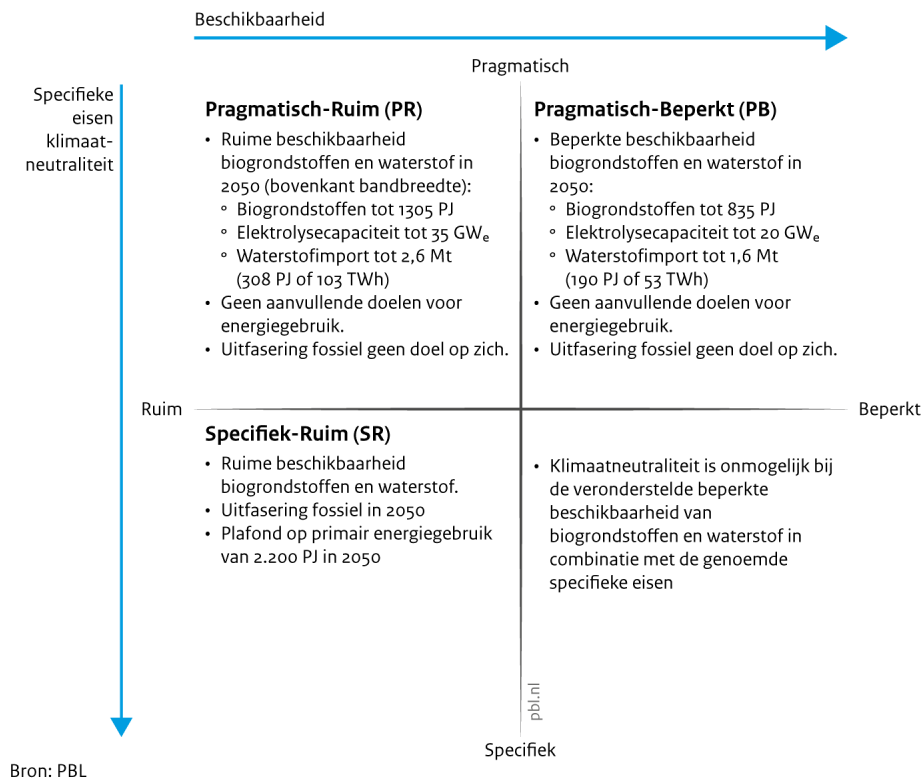 Beschikbaarheid
Pragmatisch
Specifieke
eisen
klimaat-
neutraliteit
Pragmatisch-Ruim (PR)
• Ruime beschikbaarheid
biogrondstoffen en waterstof in
2050 (bovenkant bandbreedte):
° Biogrondstoffen tot 1305 PJ
° Elektrolysecapaciteit tot 35 GWₑ
° Waterstofimport tot 2,6 Mt
(308 PJ of 103 TWh)
• Geen aanvullende doelen voor
energiegebruik.
• Uitfasering fossiel geen doel op zich.
Pragmatisch-Beperkt (PB)
• Beperkte beschikbaarheid
biogrondstoffen en waterstof in
2050:
° Biogrondstoffen tot 835 PJ
° Elektrolysecapaciteit tot 20 GWₑ
° Waterstofimport tot 1,6 Mt
(190 PJ of 53 TWh)
• Geen aanvullende doelen voor
energiegebruik.
• Uitfasering fossiel geen doel op zich.
Ruim
Beperkt
Specifiek-Ruim (SR)
• Ruime beschikbaarheid
biogrondstoffen en waterstof.
• Uitfasering fossiel in 2050
• Plafond op primair energiegebruik
van 2.200 PJ in 2050
• Klimaatneutraliteit is onmogelijk bij
de veronderstelde beperkte
beschikbaarheid van
biogrondstoffen en waterstof in
combinatie met de genoemde
specifieke eisen
pbl.nl
Specifiek
Bron: PBL